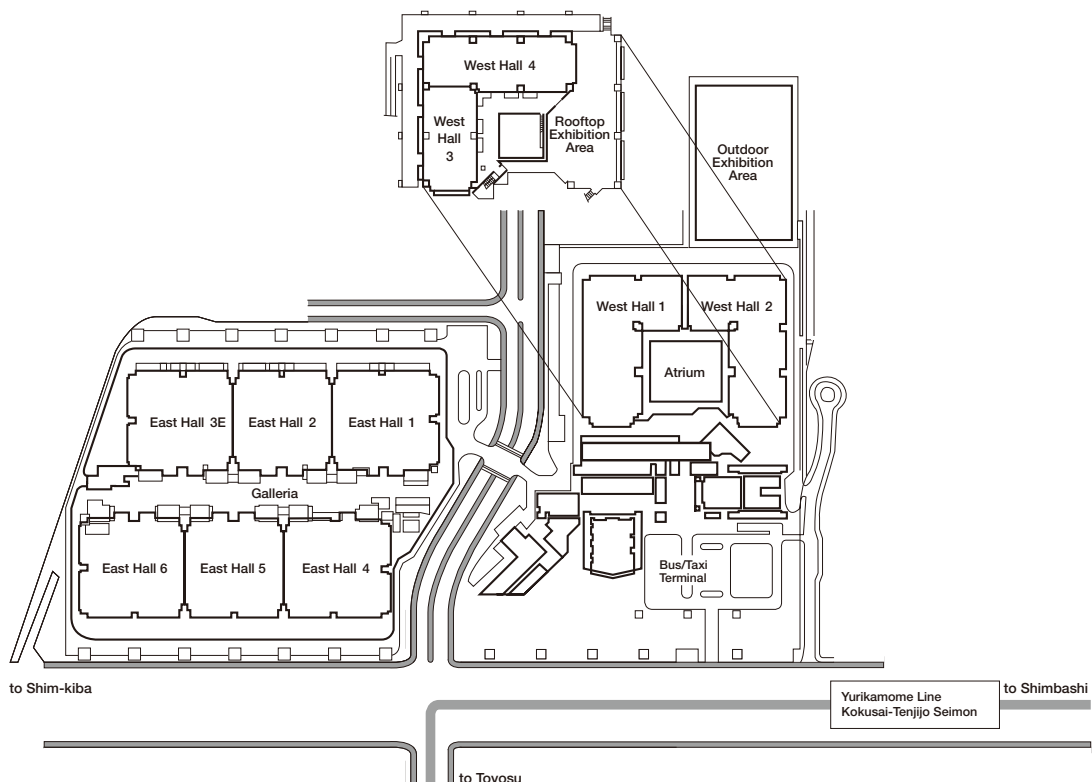 West Hall 4
West
Hall
3
Rooftop
Exhibition
Area
Outdoor
Exhibition
Area
West Hall 1
West Hall 2
Atrium
East Hall 3E
East Hall 2
East Hall 1
Galleria
East Hall 6
East Hall 5
East Hall 4
Bus/Taxi
Terminal
to Shim-kiba
Yurikamome Line
Kokusai-Tenjijo Seimon
to Shimbashi
to Toyosu